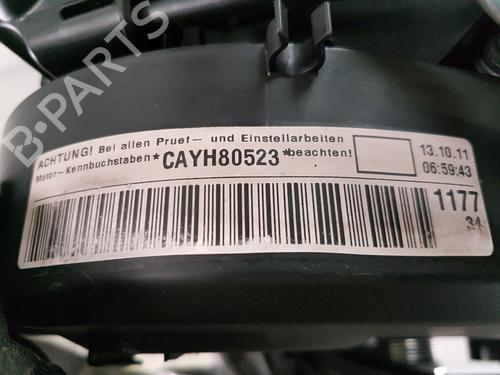 B-PARTS
ACHTUNG! Bei allen Pruef- und Einstellarbeiten
Motor-Kennbuchstaben *CAYH80523* beachten!
13.10.11
06:59:43
1177
34